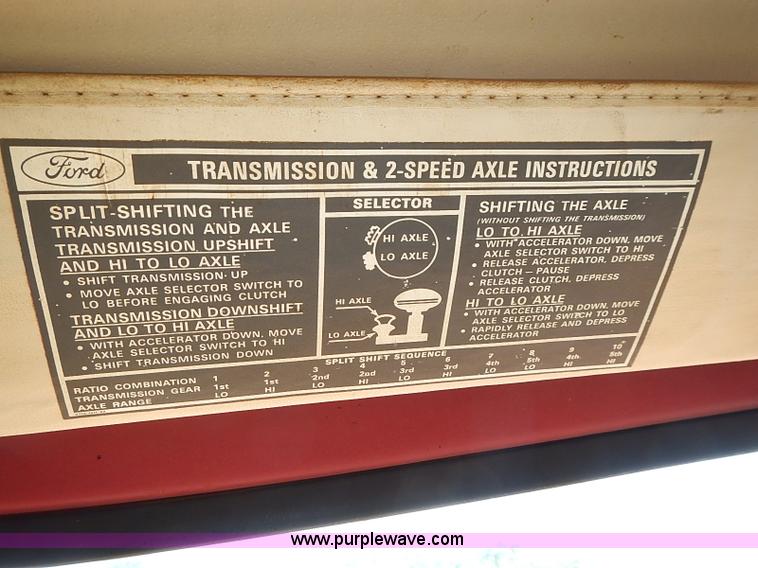 Ford
TRANSMISSION & 2-SPEED AXLE INSTRUCTIONS
SPLIT-SHIFTING THE
TRANSMISSION AND AXLE
TRANSMISSION UPSHIFT
AND HI TO LO AXLE
• SHIFT TRANSMISSION UP
• MOVE AXLE SELECTOR SWITCH TO
LO BEFORE ENGAGING CLUTCH
TRANSMISSION DOWNSHIFT
AND LO TO HI AXLE
• WITH ACCELERATOR DOWN, MOVE
AXLE SELECTOR SWITCH TO HI
• SHIFT TRANSMISSION DOWN
SELECTOR
HI AXLE
LO AXLE
HI AXLE
LO AXLE
SHIFTING THE AXLE
(WITHOUT SHIFTING THE TRANSMISSION)
LO TO HI AXLE
• WITH ACCELERATOR DOWN, MOVE
AXLE SELECTOR SWITCH TO HI
• RELEASE ACCELERATOR, DEPRESS
CLUTCH – PAUSE
• RELEASE CLUTCH, DEPRESS
ACCELERATOR
HI TO LO AXLE
• WITH ACCELERATOR DOWN, MOVE
AXLE SELECTOR SWITCH TO LO
• RAPIDLY RELEASE AND DEPRESS
ACCELERATOR
SPLIT SHIFT SEQUENCE
RATIO COMBINATION 1 2 3 4 5 6 7 8 9 10
TRANSMISSION GEAR 1st 1st 2nd 2nd 3rd 3rd 4th 5th 4th 5th
AXLE RANGE LO HI LO HI LO HI LO LO HI HI
www.purplewave.com